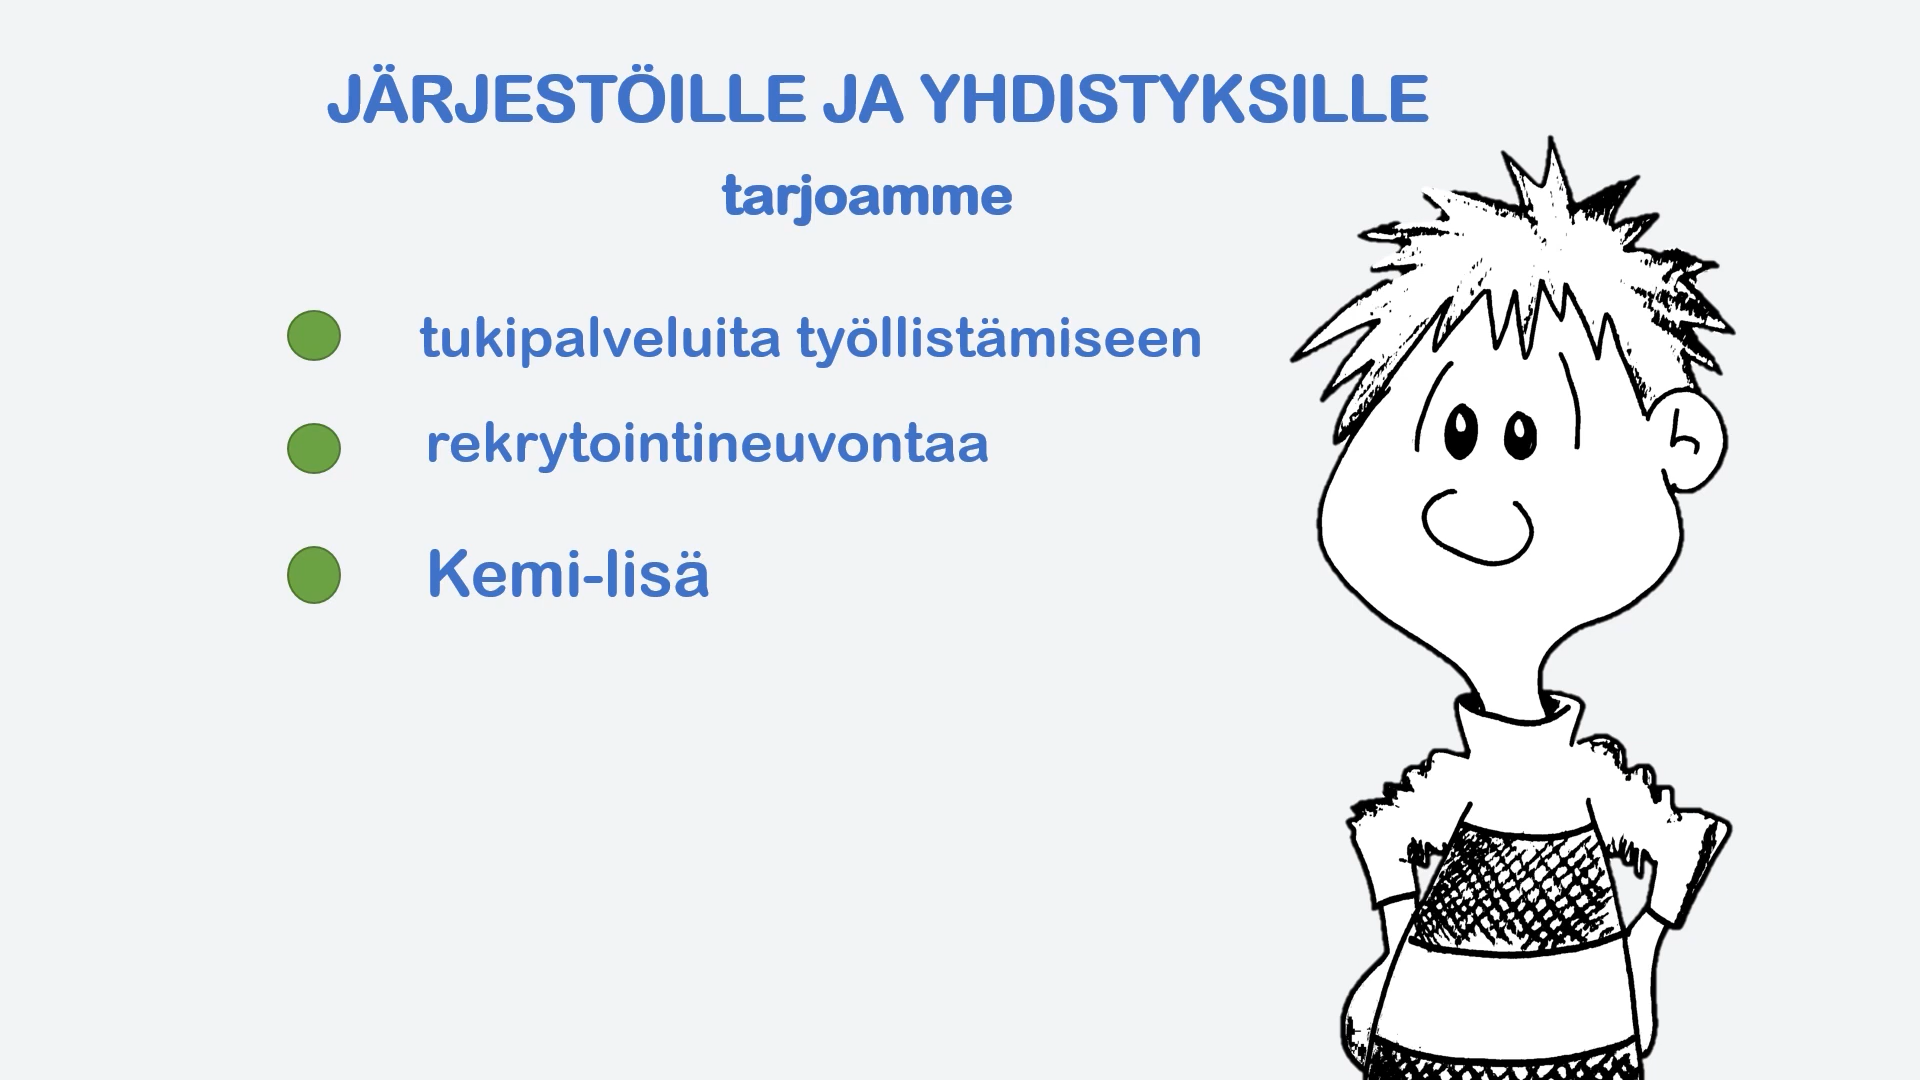 JÄRJESTÖILLE JA YHDISTYKSILLE
tarjoamme
tukipalveluita työllistämiseen
rekrytointineuvontaa
Kemi-lisä